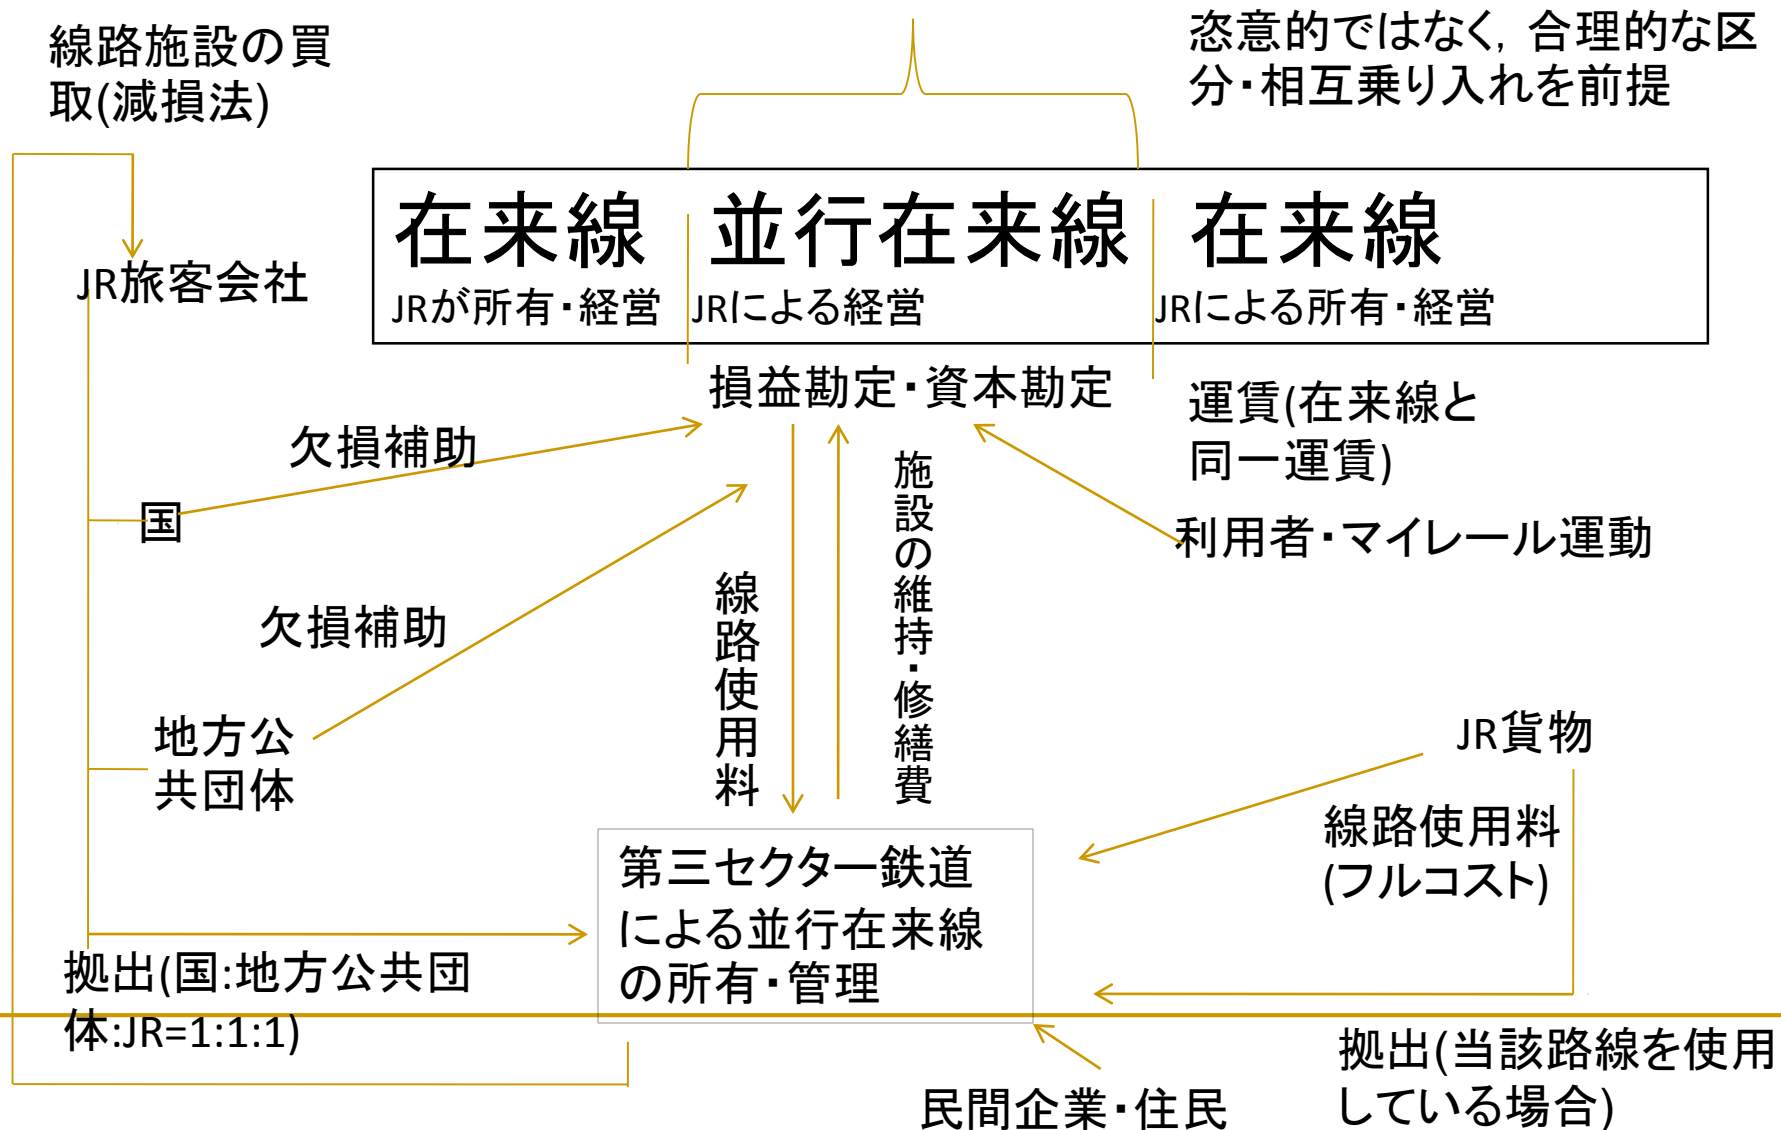 線路施設の買
取(減損法)
恣意的ではなく, 合理的な区
分・相互乗り入れを前提
在来線 並行在来線 在来線
JRが所有・経営 JRによる経営 JRによる所有・経営
JR旅客会社
損益勘定・資本勘定
運賃(在来線と
同一運賃)
欠損補助
国
利用者・マイレール運動
欠損補助
線路使用料
施設の維持・修繕費
地方公
共団体
JR貨物
線路使用料
(フルコスト)
第三セクター鉄道
による並行在来線
の所有・管理
拠出(国:地方公共団
体:JR=1:1:1)
拠出(当該路線を使用
している場合)
民間企業・住民